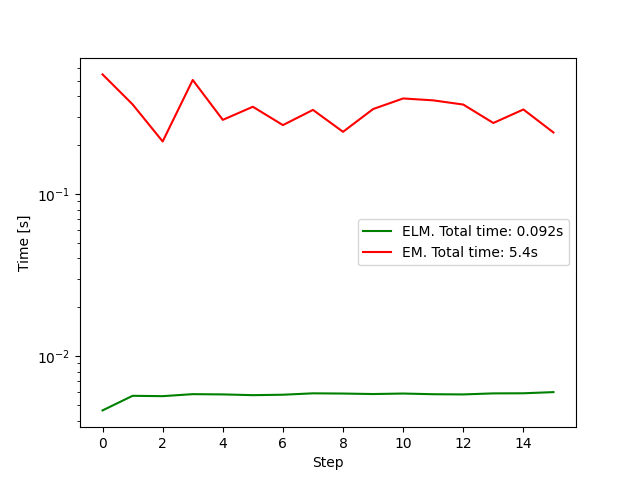 10⁻¹
10⁻²
Time [s]
ELM. Total time: 0.092s
EM. Total time: 5.4s
0 2 4 6 8 10 12 14
Step